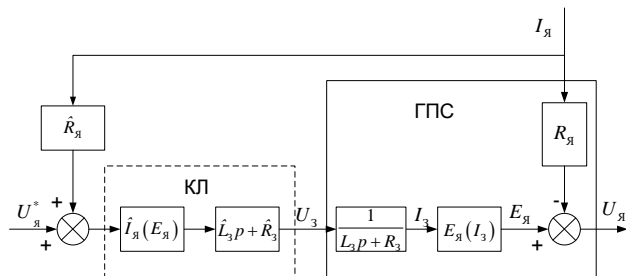 I_Я
ГПС
R̂_Я
R_Я
+
КЛ
-
U*_Я
+
Î_Я(E_Я)
L̂_З p + R̂_З
U_З
1
L_З p + R_З
I_З
E_Я(I_З)
E_Я
+
U_Я